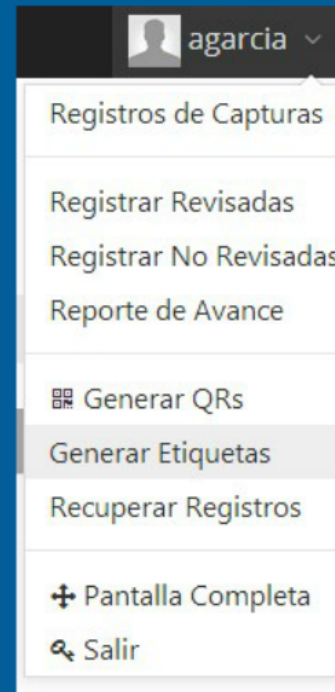 agarcia
Registros de Capturas
Registrar Revisadas
Registrar No Revisadas
Reporte de Avance
Generar QRs
Generar Etiquetas
Recuperar Registros
Pantalla Completa
Salir